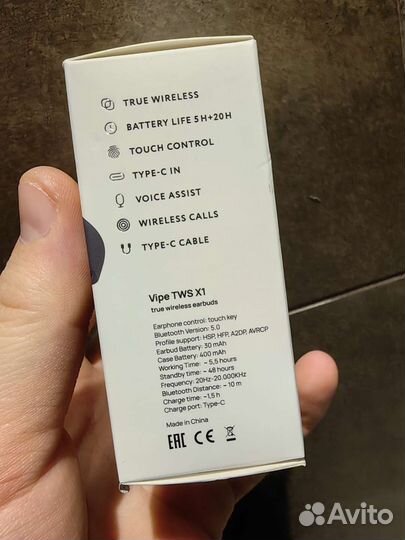 TRUE WIRELESS
BATTERY LIFE 5H+20H
TOUCH CONTROL
TYPE-C IN
VOICE ASSIST
WIRELESS CALLS
TYPE-C CABLE
Vipe TWS X1
true wireless earbuds
Earphone control: touch key
Bluetooth Version: 5.0
Profile support: HSP, HFP, A2DP, AVRCP
Earbud Battery: 30 mAh
Case Battery: 400 mAh
Working Time: ~ 5,5 hours
Standby time: ~ 48 hours
Frequency: 20Hz-20.000KHz
Bluetooth Distance: ~ 10 m
Charge time: ~1,5 h
Charge port: Type-C
Made in China
EAC CE
Avito